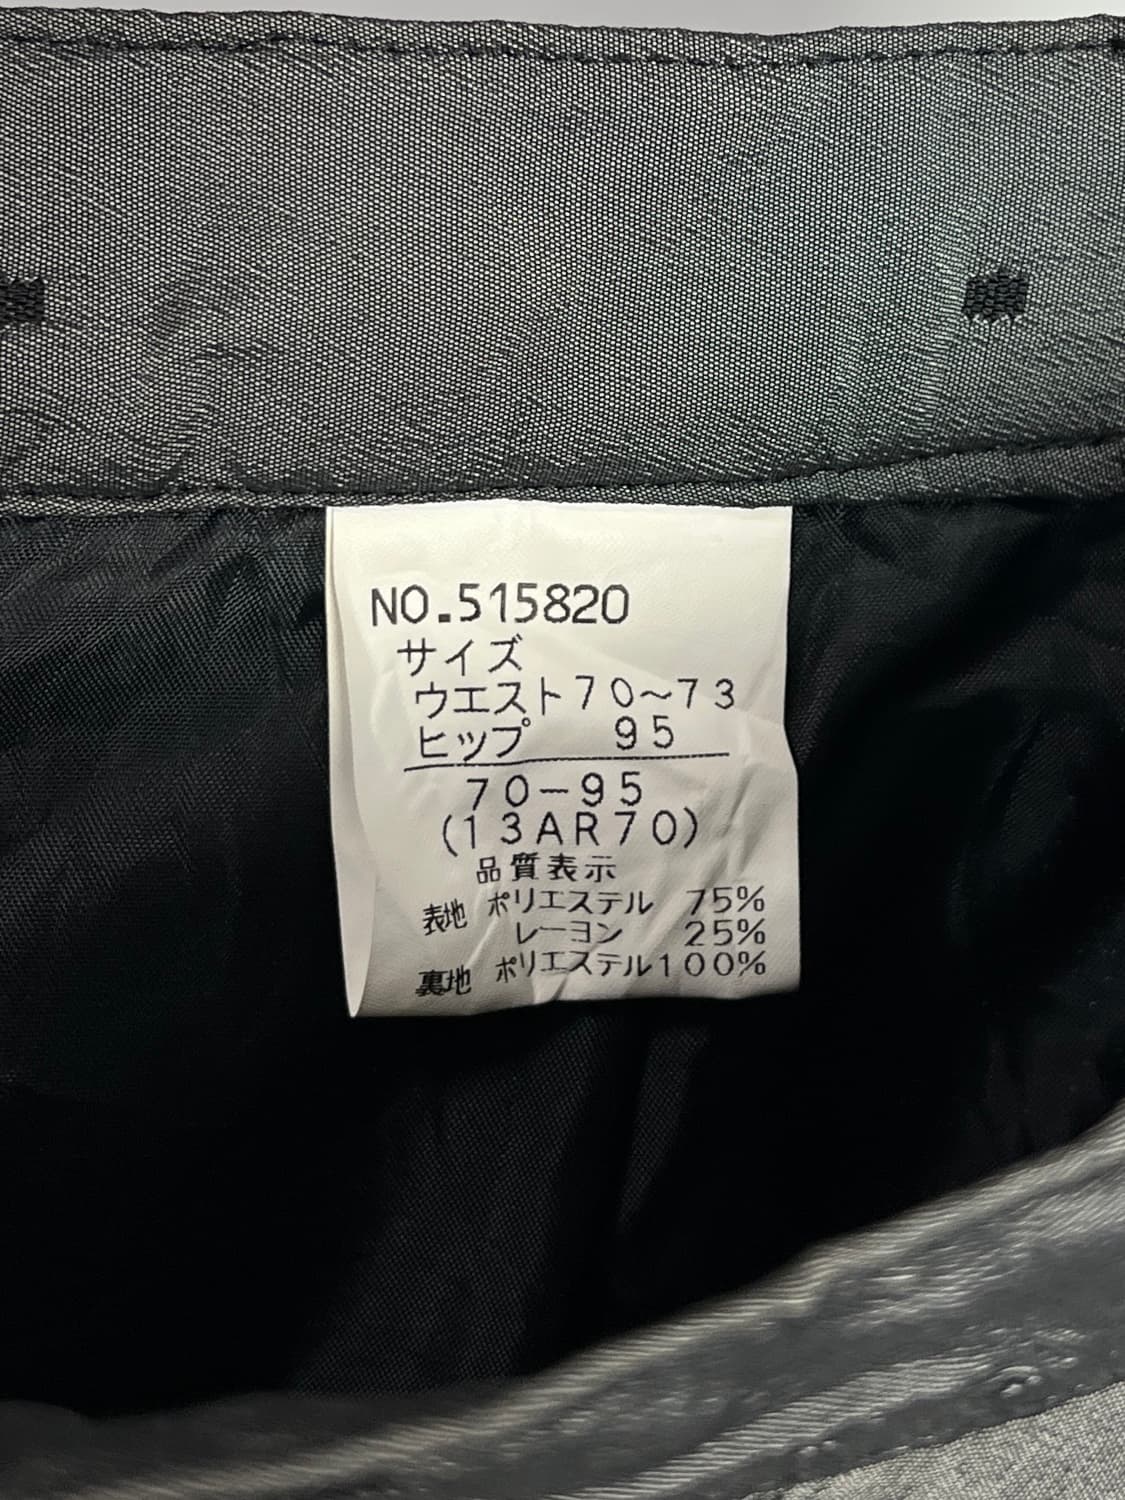 NO.515820
サイズ
ウエスト70〜73
ヒップ 95
70-95
(13AR70)
品質表示
表地 ポリエステル 75%
レーヨン 25%
裏地 ポリエステル100%